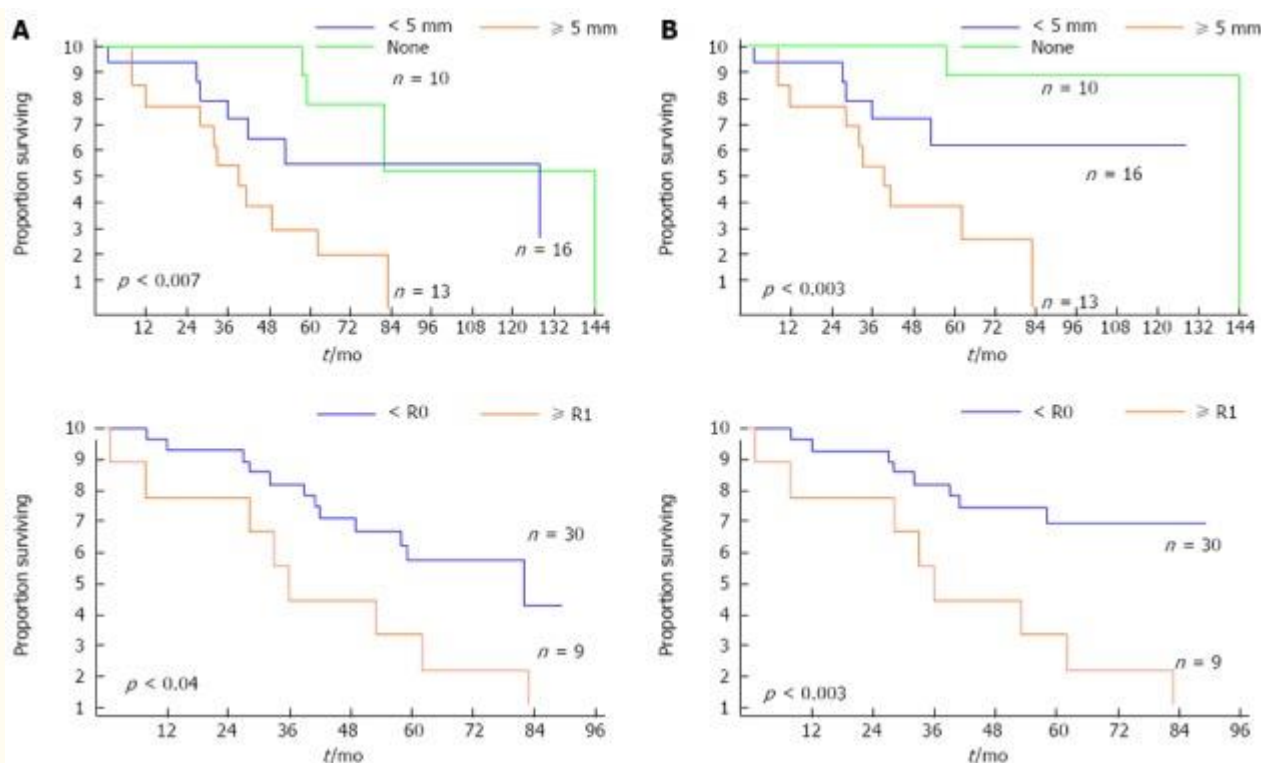 A
< 5 mm
⩾ 5 mm
None
Proportion surviving
10
9
8
7
6
5
4
3
2
1
n = 10
n = 16
n = 13
p < 0.007
12 24 36 48 60 72 84 96 108 120 132 144
t/mo
B
< 5 mm
⩾ 5 mm
None
Proportion surviving
10
9
8
7
6
5
4
3
2
1
n = 10
n = 16
n = 13
p < 0.003
12 24 36 48 60 72 84 96 108 120 130 144
t/mo
< R0
⩾ R1
Proportion surviving
10
9
8
7
6
5
4
3
2
1
n = 30
n = 9
p < 0.04
12 24 36 48 60 72 84 96
t/mo
< R0
⩾ R1
Proportion surviving
10
9
8
7
6
5
4
3
2
1
n = 30
n = 9
p < 0.003
12 24 36 48 60 72 84 96
t/mo